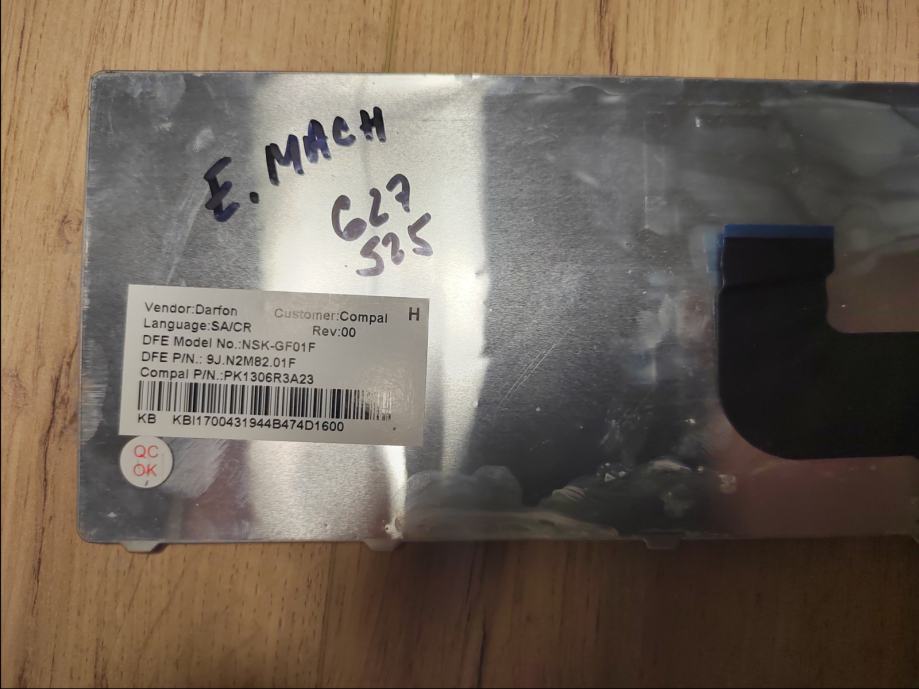 E. MACH
G27
525
Vendor:Darfon Customer:Compal H
Language:SA/CR Rev:00
DFE Model No.:NSK-GF01F
DFE P/N.: 9J.N2M82.01F
Compal P/N.:PK1306R3A23
KB KBI1700431944B474D1600
QC
OK